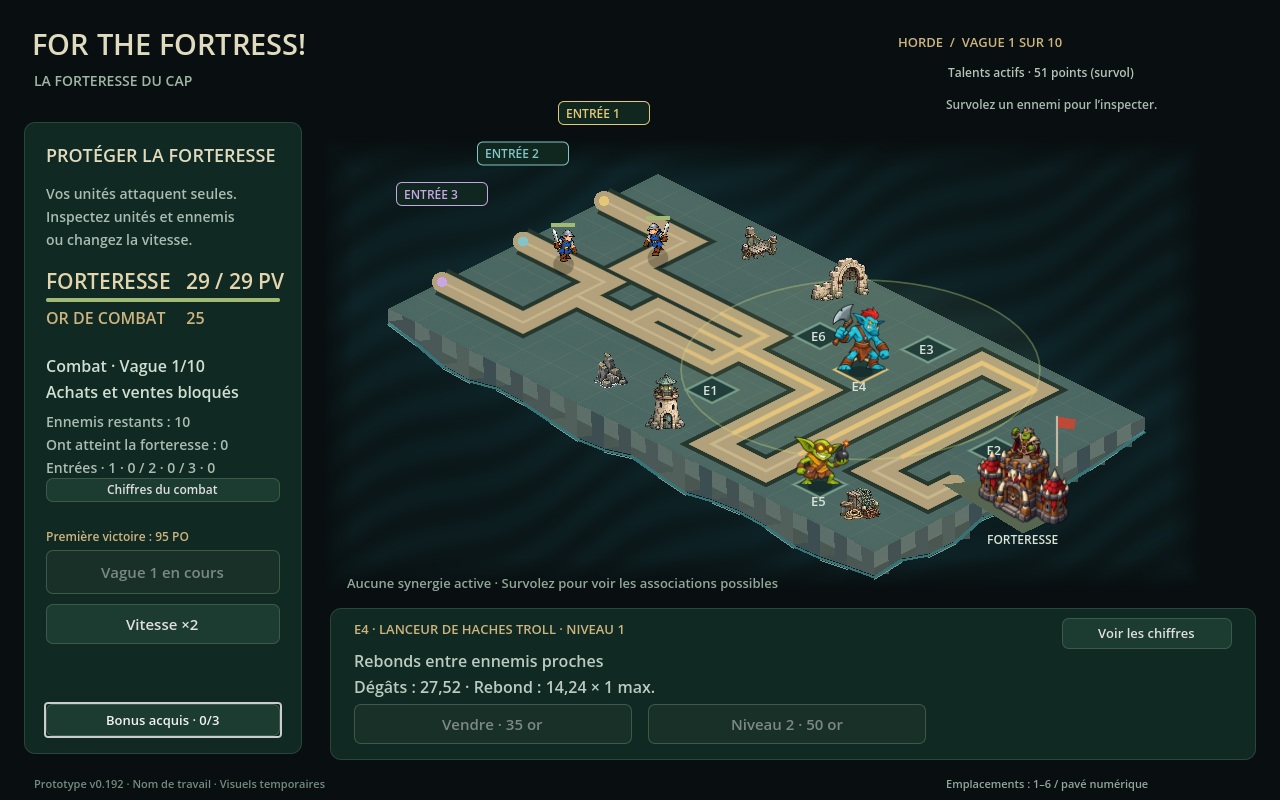 FOR THE FORTRESS!
LA FORTERESSE DU CAP
HORDE / VAGUE 1 SUR 10
Talents actifs · 51 points (survol)
Survolez un ennemi pour l’inspecter.
ENTRÉE 1
ENTRÉE 2
ENTRÉE 3
PROTÉGER LA FORTERESSE
Vos unités attaquent seules.
Inspectez unités et ennemis
ou changez la vitesse.
FORTERESSE 29 / 29 PV
OR DE COMBAT 25
Combat · Vague 1/10
Achats et ventes bloqués
Ennemis restants : 10
Ont atteint la forteresse : 0
Entrées · 1 · 0 / 2 · 0 / 3 · 0
Chiffres du combat
Première victoire : 95 PO
Vague 1 en cours
Vitesse ×2
Bonus acquis · 0/3
E6
E3
E4
E1
E2
E5
FORTERESSE
Aucune synergie active · Survolez pour voir les associations possibles
E4 · LANCEUR DE HACHES TROLL · NIVEAU 1
Voir les chiffres
Rebonds entre ennemis proches
Dégâts : 27,52 · Rebond : 14,24 × 1 max.
Vendre · 35 or
Niveau 2 · 50 or
Prototype v0.192 · Nom de travail · Visuels temporaires
Emplacements : 1–6 / pavé numérique